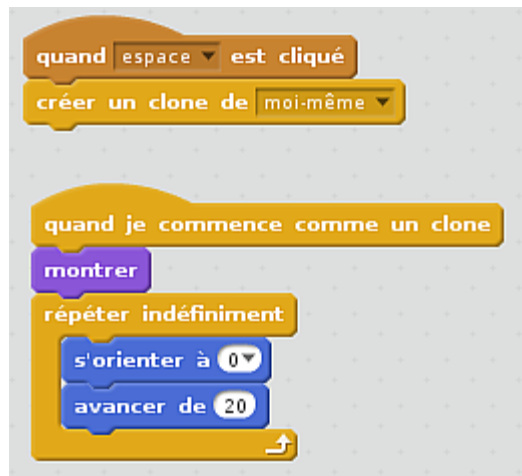 quand espace est cliqué
créer un clone de moi-même
quand je commence comme un clone
montrer
répéter indéfiniment
s'orienter à 0
avancer de 20